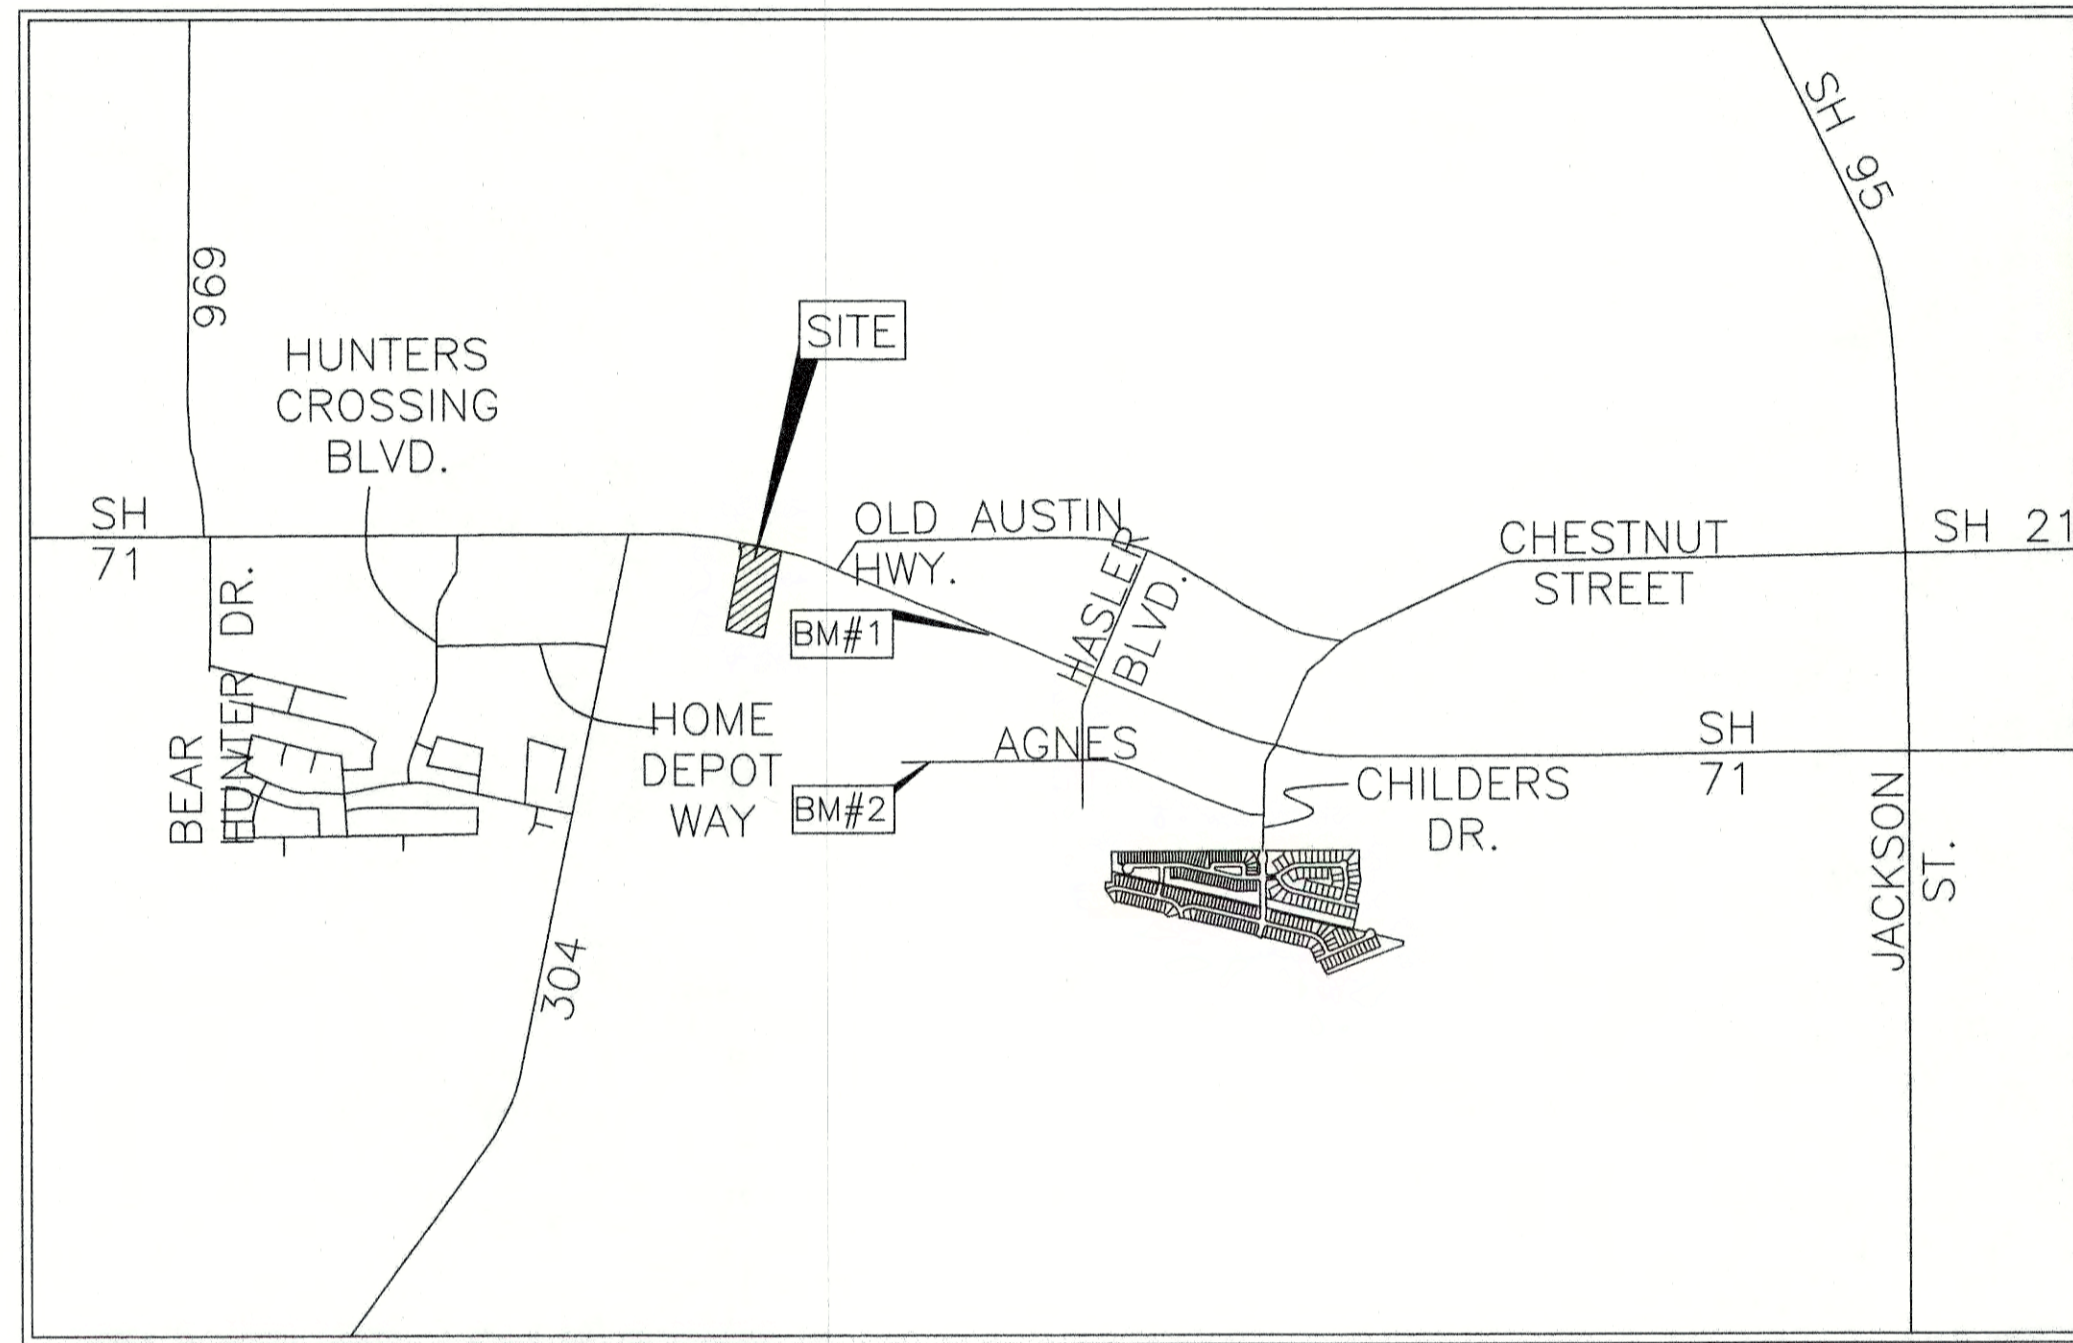 SH 95
969
SITE
HUNTERS
CROSSING
BLVD.
SH
71
OLD AUSTIN
HWY.
HASLER
BLVD.
CHESTNUT
STREET
SH 21
BEAR
HUNTER DR.
BM#1
HOME
DEPOT
WAY
AGNES
BM#2
SH
71
CHILDERS
DR.
JACKSON
ST.
304